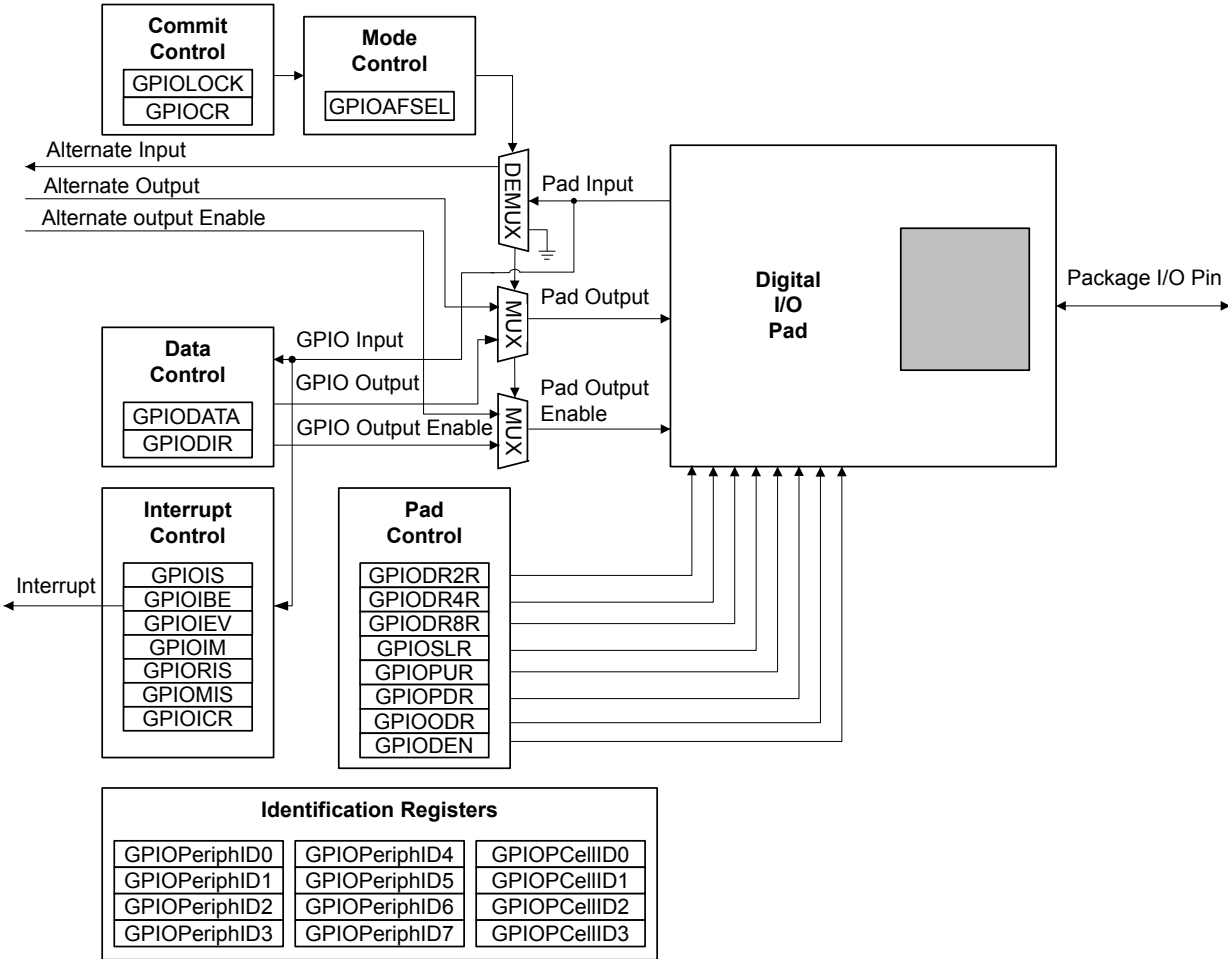 Commit
Control
GPIOLOCK
GPIOCR
Mode
Control
GPIOAFSEL
Alternate Input
Alternate Output
Alternate output Enable
DEMUX
Pad Input
MUX
Pad Output
MUX
Pad Output
Enable
Digital
I/O
Pad
Package I/O Pin
Data
Control
GPIODATA
GPIODIR
GPIO Input
GPIO Output
GPIO Output Enable
Interrupt
Control
GPIOIS
GPIOIBE
GPIOIEV
GPIOIM
GPIORIS
GPIOMIS
GPIOICR
Interrupt
Pad
Control
GPIODR2R
GPIODR4R
GPIODR8R
GPIOSLR
GPIOPUR
GPIOPDR
GPIOODR
GPIODEN
Identification Registers
GPIOPeriphID0
GPIOPeriphID1
GPIOPeriphID2
GPIOPeriphID3
GPIOPeriphID4
GPIOPeriphID5
GPIOPeriphID6
GPIOPeriphID7
GPIOPCellID0
GPIOPCellID1
GPIOPCellID2
GPIOPCellID3